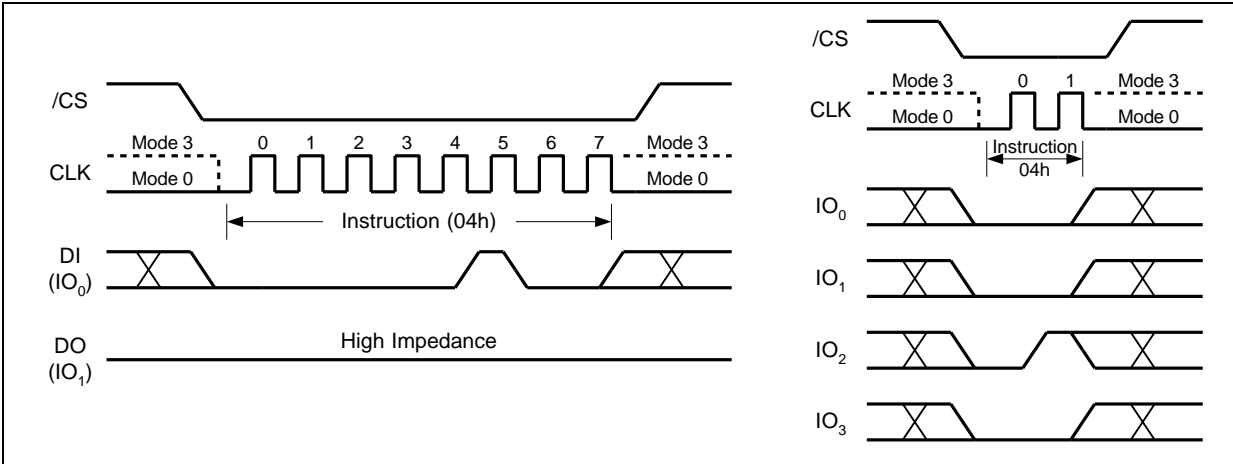 /CS
Mode 3 0 1 2 3 4 5 6 7 Mode 3
CLK
Mode 0 Mode 0
Instruction (04h)
DI
(IO0)
High Impedance
DO
(IO1)
/CS
Mode 3 0 1 Mode 3
CLK
Mode 0 Mode 0
Instruction
04h
IO0
IO1
IO2
IO3